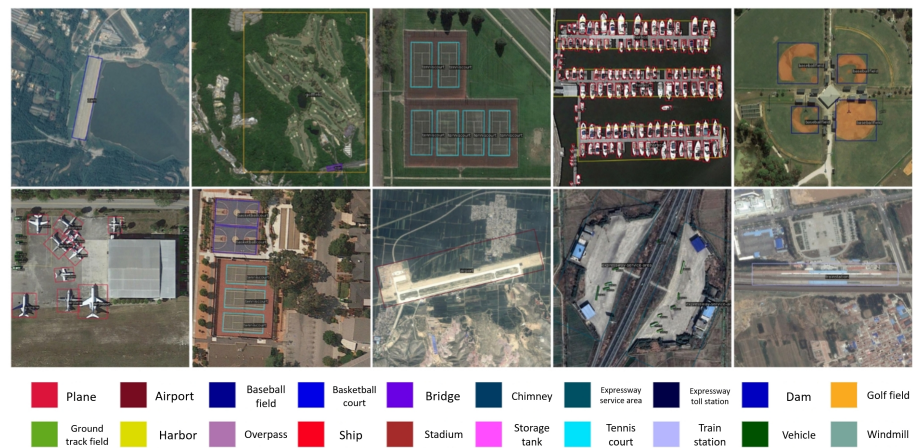 Plane
Airport
Baseball
field
Basketball
court
Bridge
Chimney
Expressway
service area
Expressway
toll station
Dam
Golf field
Ground
track field
Harbor
Overpass
Ship
Stadium
Storage
tank
Tennis
court
Train
station
Vehicle
Windmill